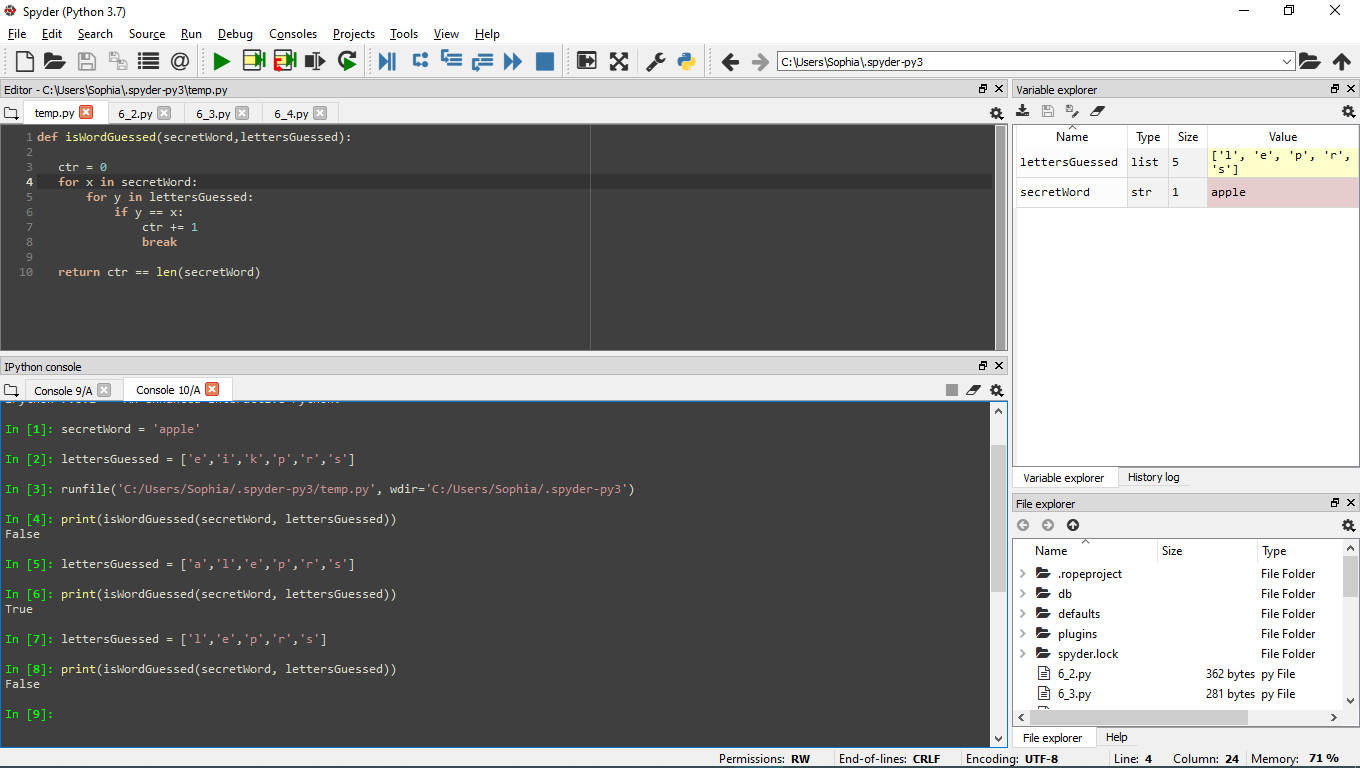 Spyder (Python 3.7)
File Edit Search Source Run Debug Consoles Projects Tools View Help
C:\Users\Sophia\.spyder-py3
Editor - C:\Users\Sophia\.spyder-py3\temp.py
temp.py 6_2.py 6_3.py 6_4.py
1 def isWordGuessed(secretWord,lettersGuessed):
2
3 ctr = 0
4 for x in secretWord:
5 for y in lettersGuessed:
6 if y == x:
7 ctr += 1
8 break
9
10 return ctr == len(secretWord)
IPython console
Console 9/A Console 10/A
In [1]: secretWord = 'apple'
In [2]: lettersGuessed = ['e','i','k','p','r','s']
In [3]: runfile('C:/Users/Sophia/.spyder-py3/temp.py', wdir='C:/Users/Sophia/.spyder-py3')
In [4]: print(isWordGuessed(secretWord, lettersGuessed))
False
In [5]: lettersGuessed = ['a','l','e','p','r','s']
In [6]: print(isWordGuessed(secretWord, lettersGuessed))
True
In [7]: lettersGuessed = ['l','e','p','r','s']
In [8]: print(isWordGuessed(secretWord, lettersGuessed))
False
In [9]:
Variable explorer
Name Type Size Value
lettersGuessed list 5 ['l', 'e', 'p', 'r',
's']
secretWord str 1 apple
Variable explorer History log
File explorer
Name Size Type
.ropeproject File Folder
db File Folder
defaults File Folder
plugins File Folder
spyder.lock File Folder
6_2.py 362 bytes py File
6_3.py 281 bytes py File
File explorer Help
Permissions: RW End-of-lines: CRLF Encoding: UTF-8 Line: 4 Column: 24 Memory: 71 %